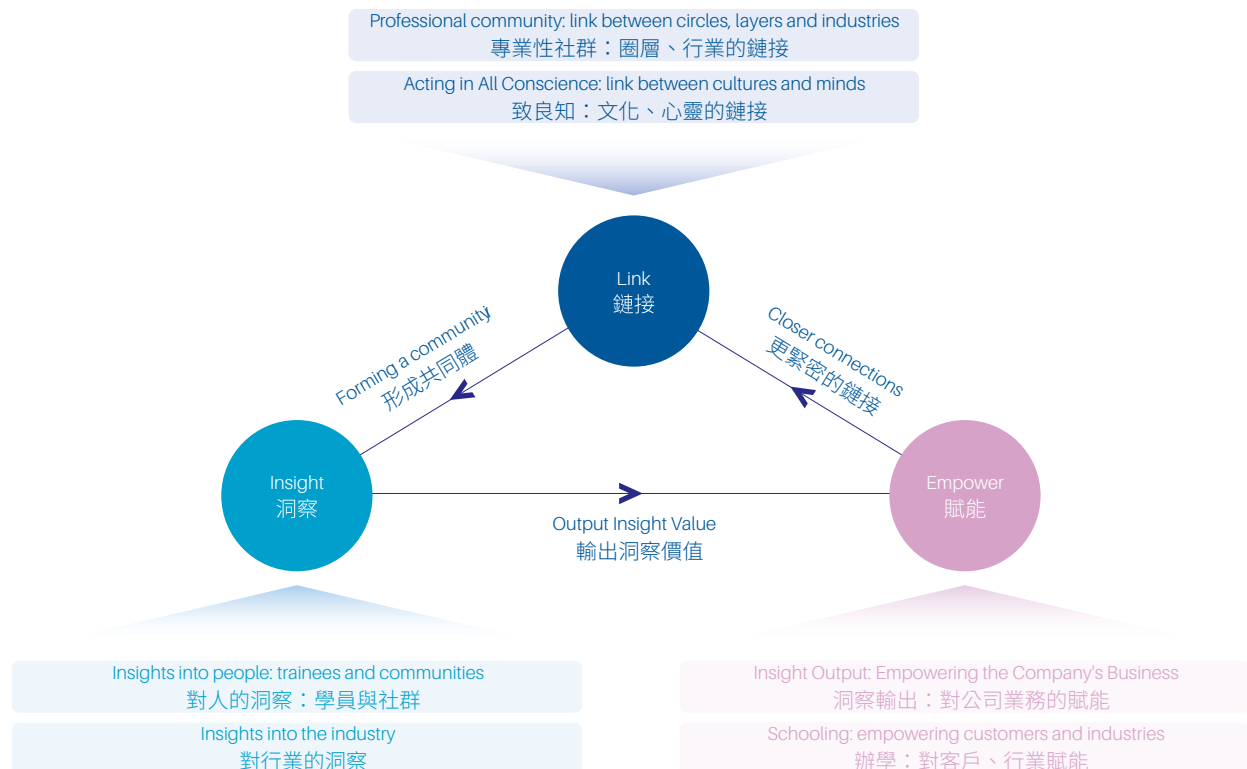 Professional community: link between circles, layers and industries
專業性社群：圈層、行業的鏈接
Acting in All Conscience: link between cultures and minds
致良知：文化、心靈的鏈接
Link
鏈接
Forming a community
形成共同體
Closer connections
更緊密的鏈接
Insight
洞察
Empower
賦能
Output Insight Value
輸出洞察價值
Insights into people: trainees and communities
對人的洞察：學員與社群
Insights into the industry
對行業的洞察
Insight Output: Empowering the Company's Business
洞察輸出：對公司業務的賦能
Schooling: empowering customers and industries
辦學：對客戶、行業賦能